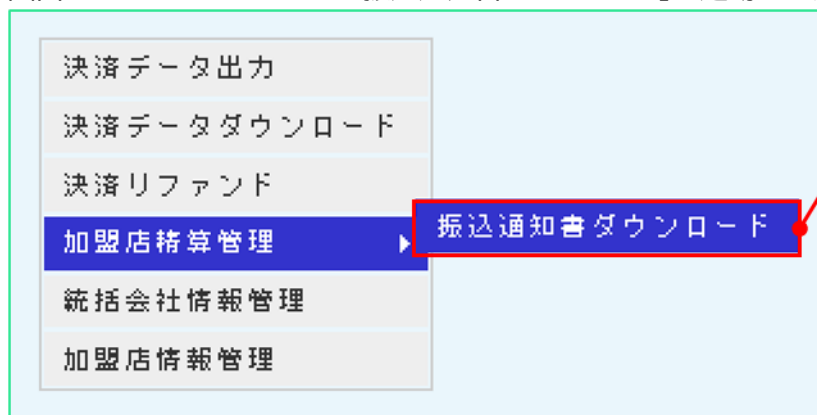 決済データ出力
決済データダウンロード
決済リファンド
加盟店精算管理
振込通知書ダウンロード
統括会社情報管理
加盟店情報管理